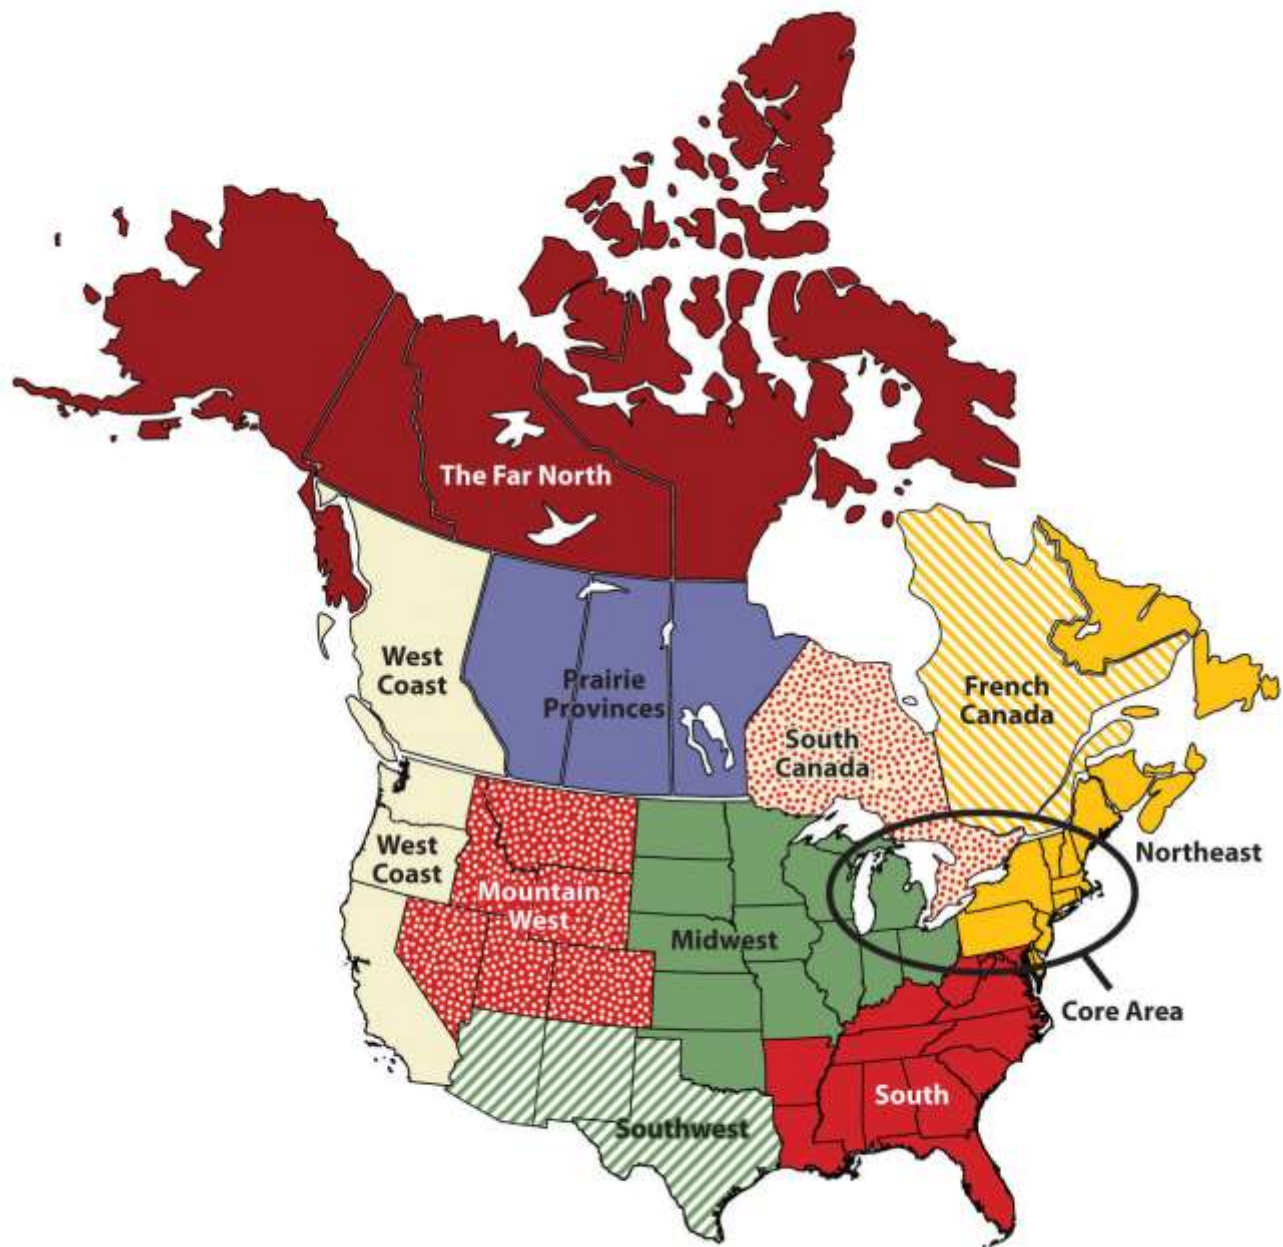 The Far North
West
Coast
Prairie
Provinces
French
Canada
South
Canada
West
Coast
Northeast
Mountain-
West
Midwest
Core Area
South
Southwest